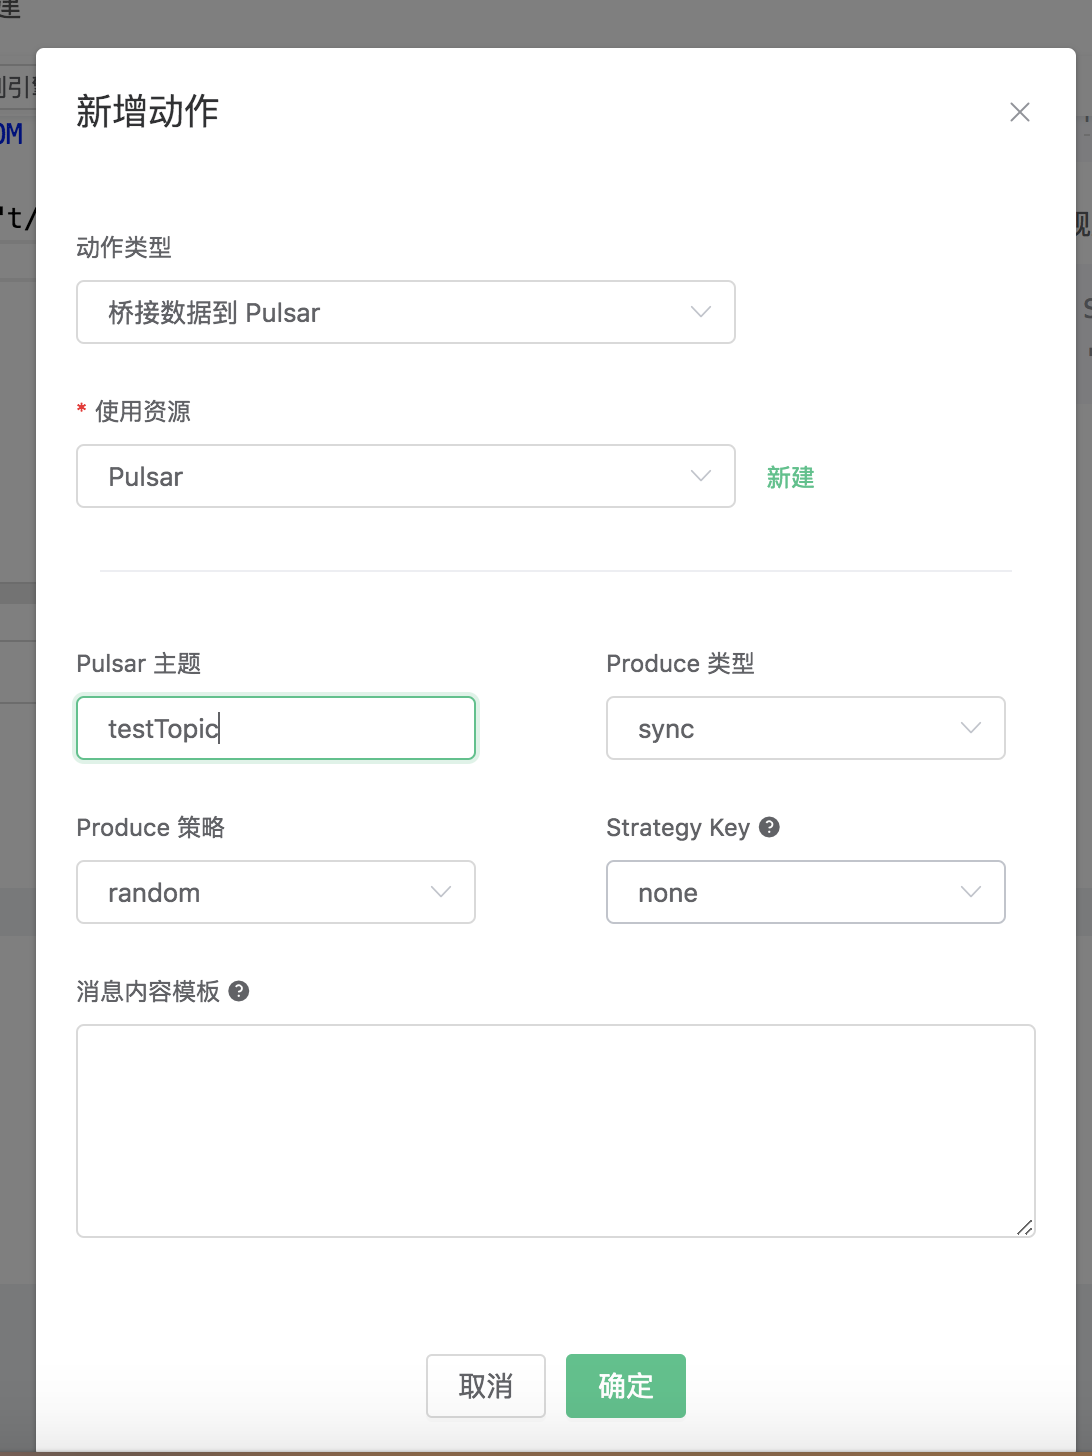 新增动作
动作类型
桥接数据到 Pulsar
* 使用资源
Pulsar
新建
Pulsar 主题
Produce 类型
testTopic
sync
Produce 策略
Strategy Key
random
none
消息内容模板
取消
确定